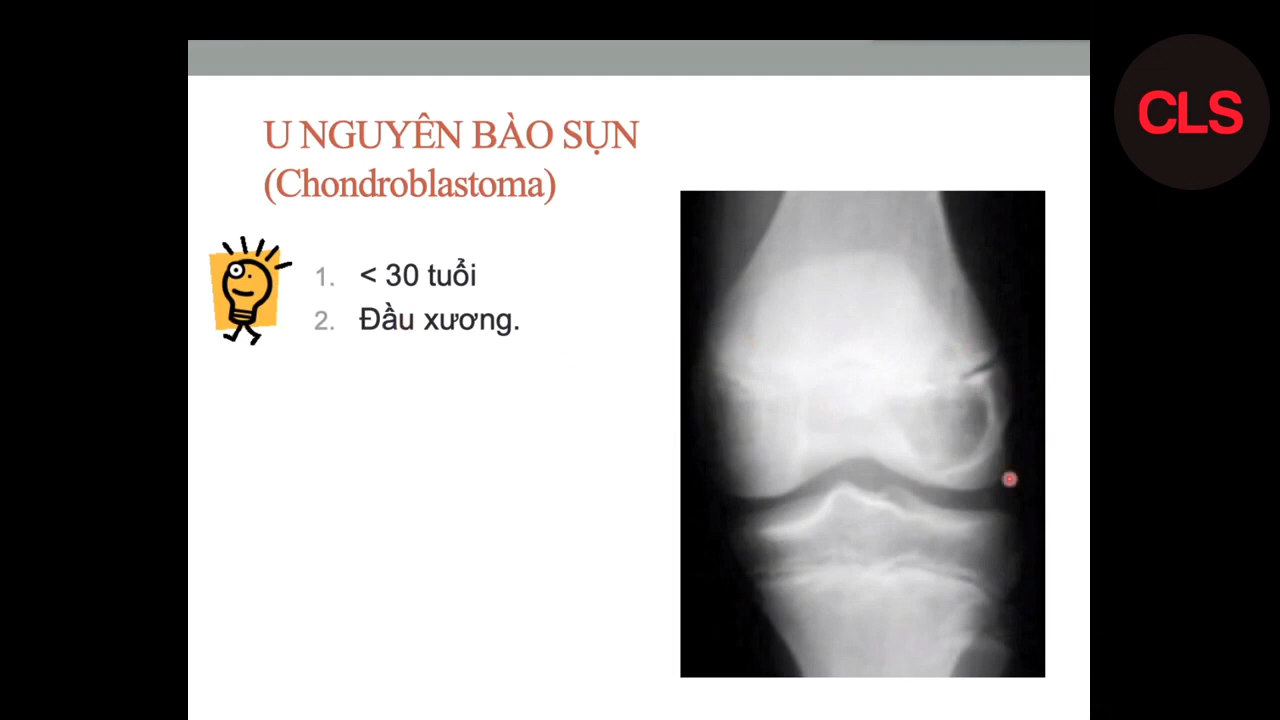 CLS
U NGUYÊN BÀO SỤN
(Chondroblastoma)
1. < 30 tuổi
2. Đầu xương.